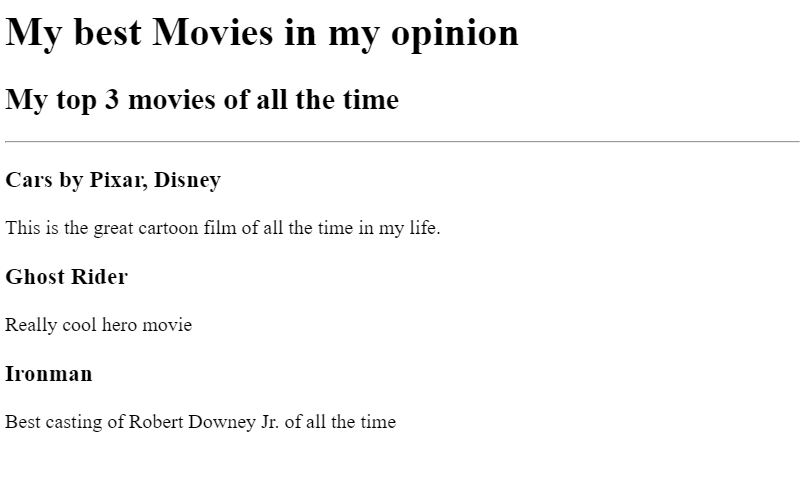 My best Movies in my opinion
My top 3 movies of all the time
Cars by Pixar, Disney
This is the great cartoon film of all the time in my life.
Ghost Rider
Really cool hero movie
Ironman
Best casting of Robert Downey Jr. of all the time